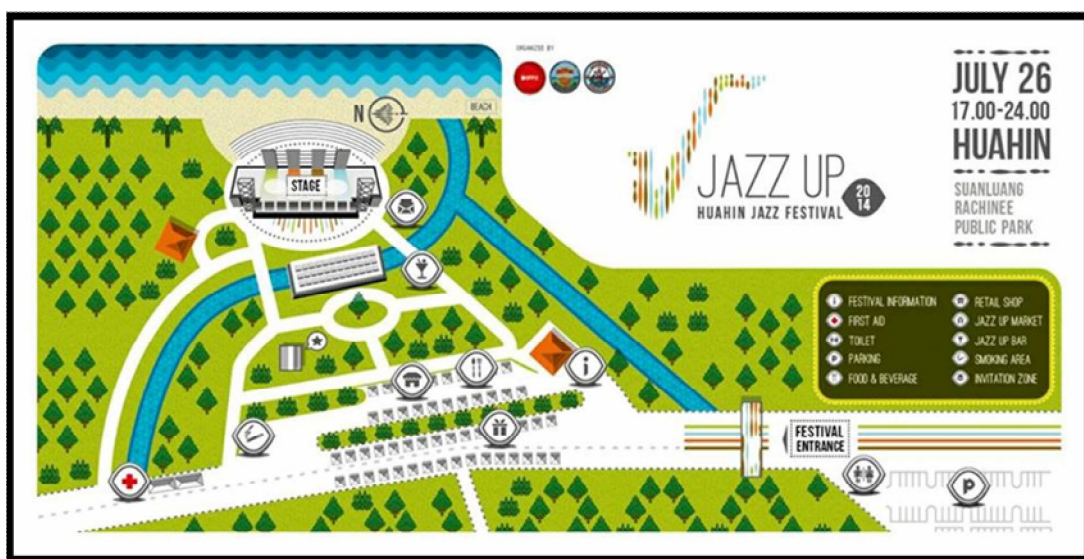 ORGANIZED BY
BEACH
N
STAGE
JAZZ UP
HUAHIN JAZZ FESTIVAL
20
14
JULY 26
17.00-24.00
HUAHIN
SUANLUANG
RACHINEE
PUBLIC PARK
FESTIVAL INFORMATION
FIRST AID
TOILET
P PARKING
FOOD & BEVERAGE
RETAIL SHOP
JAZZ UP MARKET
JAZZ UP BAR
SMOKING AREA
INVITATION ZONE
i
FESTIVAL
ENTRANCE
P